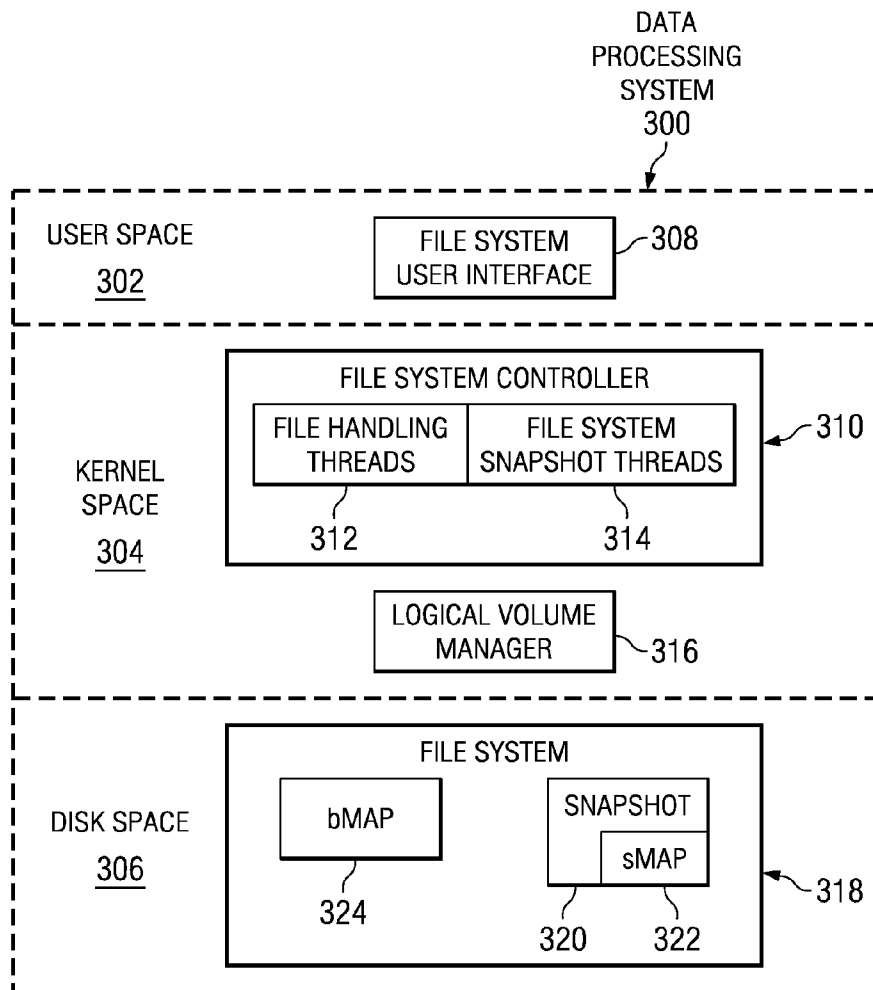 DATA
PROCESSING
SYSTEM
300
USER SPACE
302
FILE SYSTEM
USER INTERFACE
308
FILE SYSTEM CONTROLLER
FILE HANDLING
THREADS
FILE SYSTEM
SNAPSHOT THREADS
310
KERNEL
SPACE
304
312
314
LOGICAL VOLUME
MANAGER
316
FILE SYSTEM
DISK SPACE
306
bMAP
SNAPSHOT
sMAP
318
324
320
322